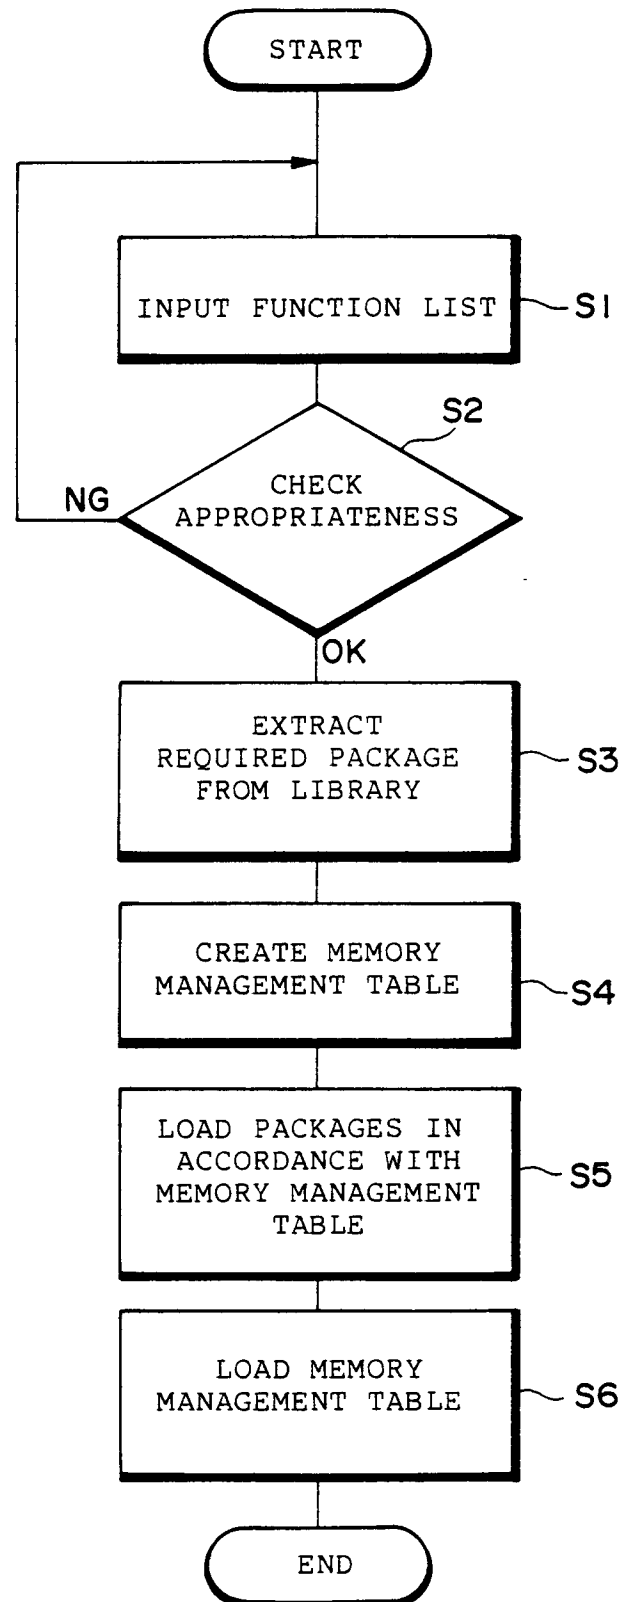 START
INPUT FUNCTION LIST
S1
S2
CHECK
APPROPRIATENESS
NG
OK
EXTRACT
REQUIRED PACKAGE
FROM LIBRARY
S3
CREATE MEMORY
MANAGEMENT TABLE
S4
LOAD PACKAGES IN
ACCORDANCE WITH
MEMORY MANAGEMENT
TABLE
S5
LOAD MEMORY
MANAGEMENT TABLE
S6
END